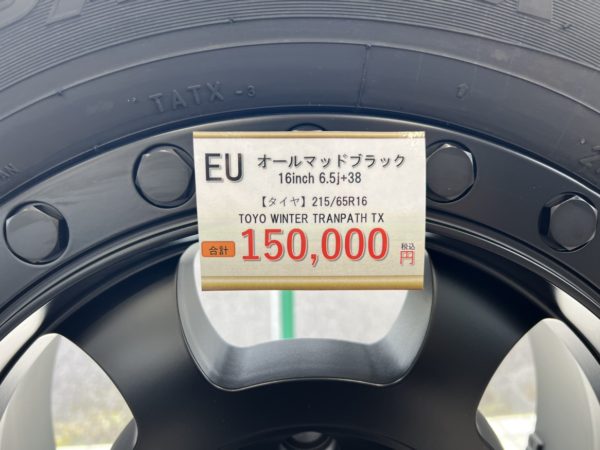 TATX -3
EU オールマッドブラック
16inch 6.5j+38
【タイヤ】215/65R16
TOYO WINTER TRANPATH TX
合計 150,000 税込 円